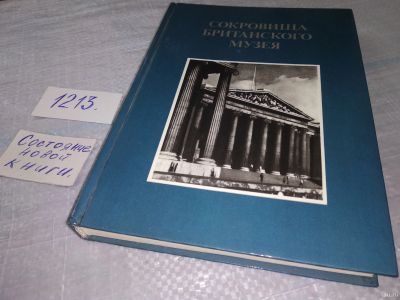 СОКРОВИЩА
БРИТАНСКОГО
МУЗЕЯ
1213.
Состояние
новой
книги.